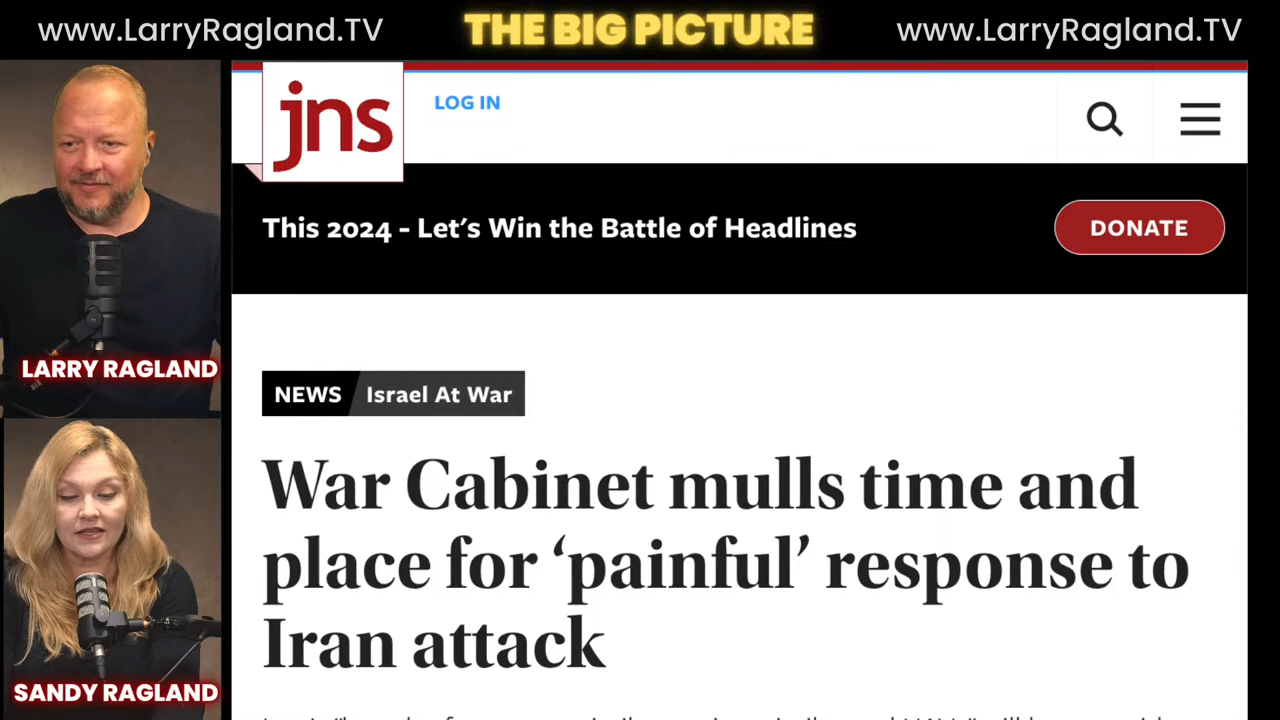 www.LarryRagland.TV
THE BIG PICTURE
www.LarryRagland.TV
jns
LOG IN
This 2024 - Let's Win the Battle of Headlines
DONATE
LARRY RAGLAND
NEWS Israel At War
War Cabinet mulls time and
place for ‘painful’ response to
Iran attack
SANDY RAGLAND